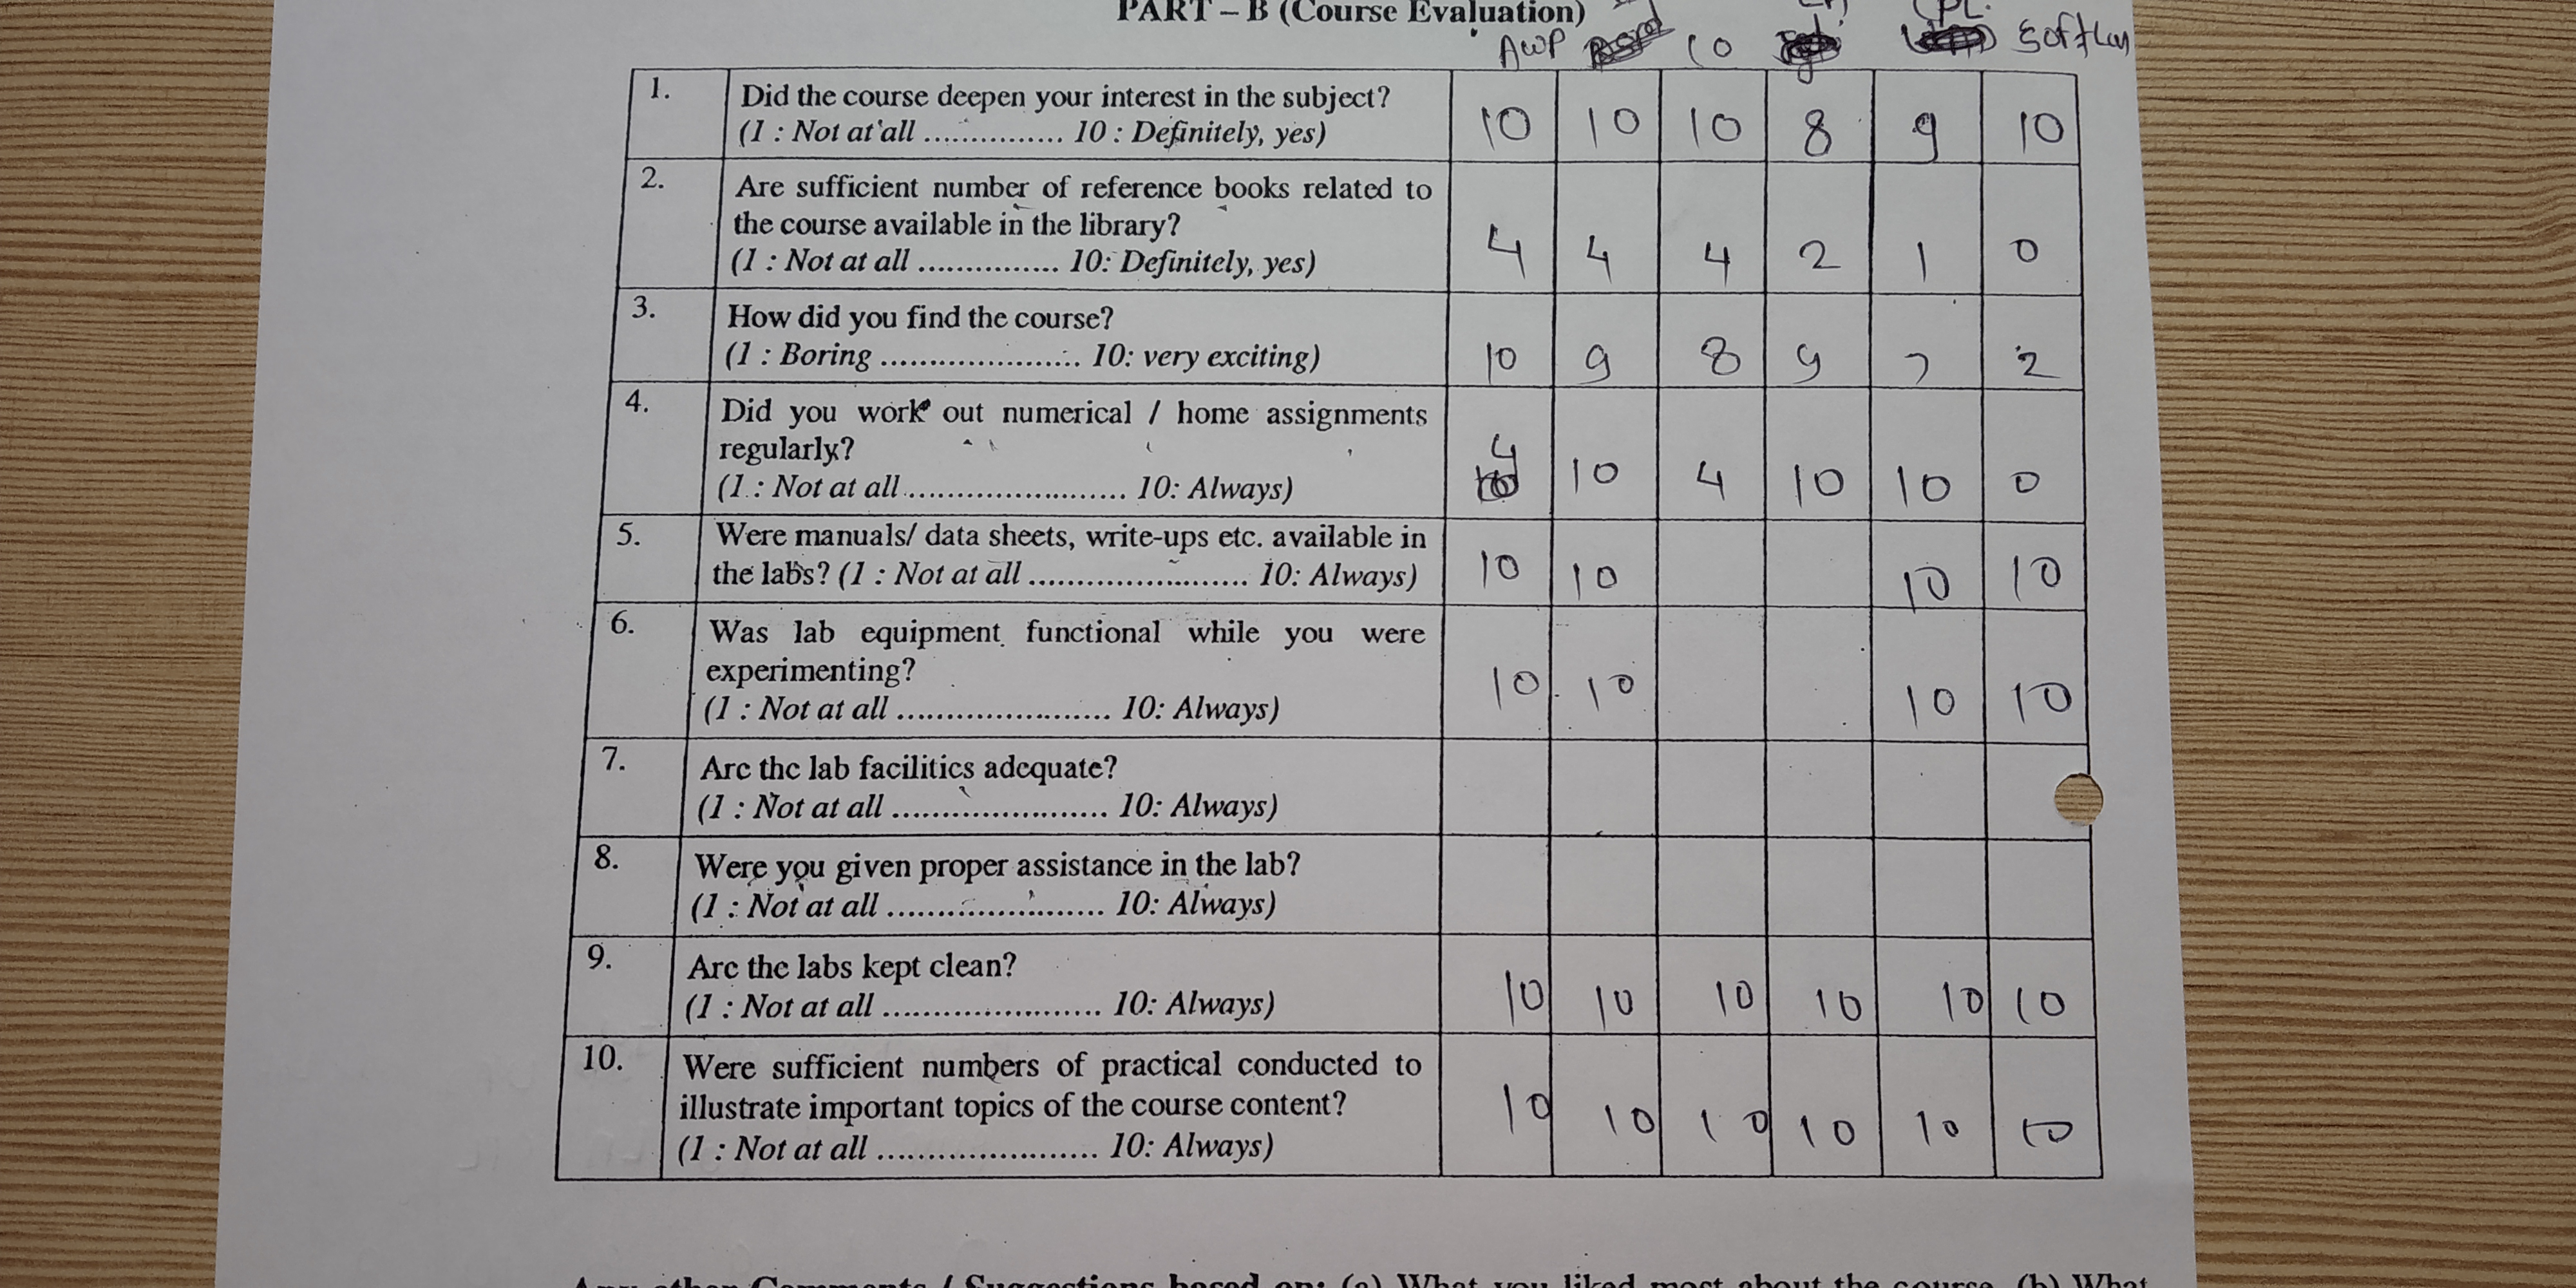 PART – B (Course Evaluation)
AWP 10 PL. Softlan
1. Did the course deepen your interest in the subject?
(1 : Not at all ............... 10 : Definitely, yes) 10 10 10 8 9 10
2. Are sufficient number of reference books related to
the course available in the library?
(1 : Not at all ............... 10: Definitely, yes) 4 4 4 2 1 0
3. How did you find the course?
(1 : Boring ..................... 10: very exciting) 10 9 8 9 7 2
4. Did you work out numerical / home assignments
regularly?
(1 : Not at all ........................ 10: Always) 4 10 4 10 10 0
5. Were manuals/ data sheets, write-ups etc. available in
the labs? (1 : Not at all ........................ 10: Always) 10 10 10 10
6. Was lab equipment functional while you were
experimenting?
(1 : Not at all ....................... 10: Always) 10 10 10 10
7. Are the lab facilities adequate?
(1 : Not at all ....................... 10: Always)
8. Were you given proper assistance in the lab?
(1 : Not at all ....................... 10: Always)
9. Are the labs kept clean?
(1 : Not at all ....................... 10: Always) 10 10 10 10 10 10
10. Were sufficient numbers of practical conducted to
illustrate important topics of the course content?
(1 : Not at all ....................... 10: Always) 10 10 10 10 10 10
Any other Comments / Suggestions based on: (a) What you liked most about the course (b) What